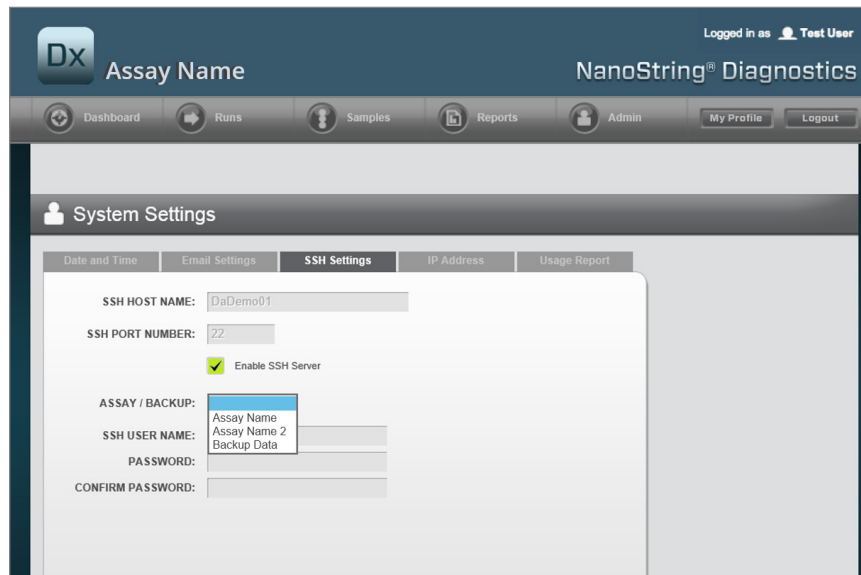 Logged in as Test User
Dx Assay Name
NanoString® Diagnostics
Dashboard Runs Samples Reports Admin My Profile Logout
System Settings
Date and Time Email Settings SSH Settings IP Address Usage Report
SSH HOST NAME: DaDemo01
SSH PORT NUMBER: 22
Enable SSH Server
ASSAY / BACKUP:
Assay Name
SSH USER NAME: Assay Name 2
Backup Data
PASSWORD:
CONFIRM PASSWORD: